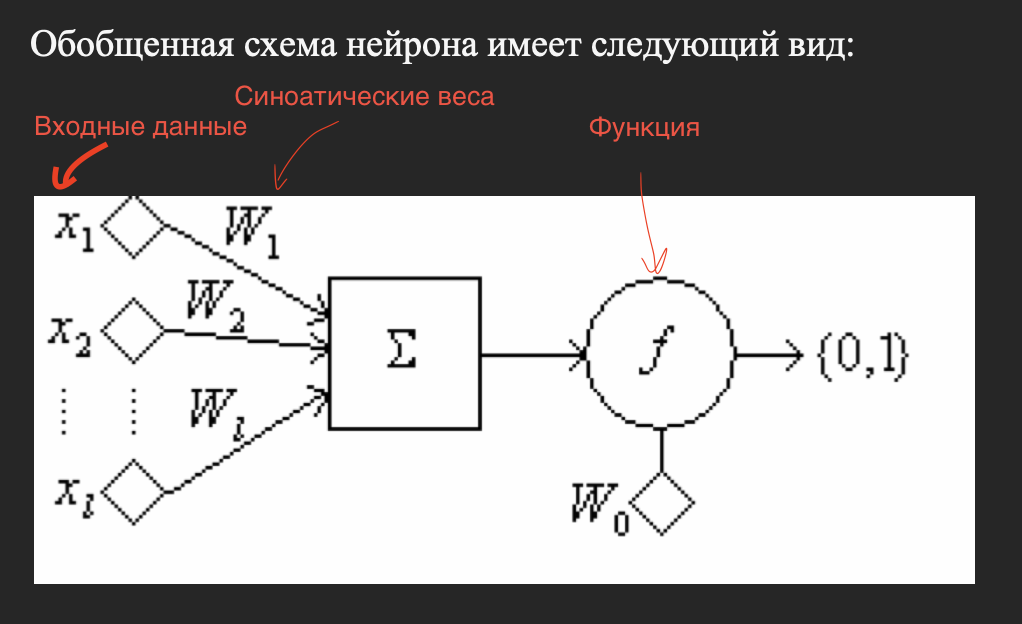 Обобщенная схема нейрона имеет следующий вид:
Синоатические веса
Входные данные
Функция
x1 W1
x2 W2
Σ f {0,1}
Wl
xl W0